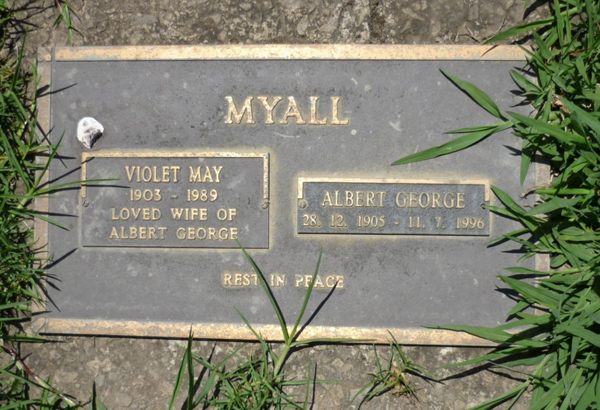 MYALL
VIOLET MAY
1903 - 1989
LOVED WIFE OF
ALBERT GEORGE
ALBERT GEORGE
28. 12. 1905 - 11. 7. 1996
REST IN PEACE